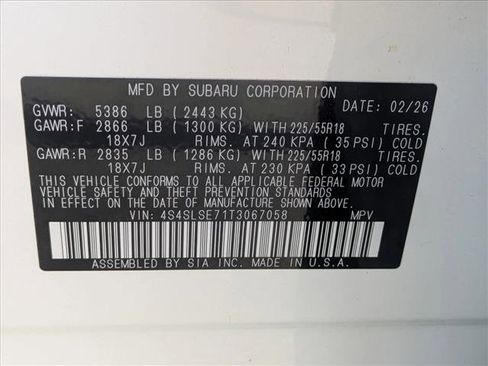 MFD BY SUBARU CORPORATION
GVWR: 5386 LB ( 2443 KG) DATE: 02/26
GAWR:F 2866 LB ( 1300 KG) WITH 225/55R18 TIRES.
18X7J RIMS. AT 240 KPA ( 35 PSI) COLD
GAWR:R 2835 LB ( 1286 KG) WITH 225/55R18 TIRES.
18X7J RIMS. AT 230 KPA ( 33 PSI) COLD
THIS VEHICLE CONFORMS TO ALL APPLICABLE FEDERAL MOTOR
VEHICLE SAFETY AND THEFT PREVENTION STANDARDS
IN EFFECT ON THE DATE OF MANUFACTURE SHOWN ABOVE.
VIN: 4S4SLSE71T3067058 MPV
ASSEMBLED BY SIA INC. MADE IN U.S.A.